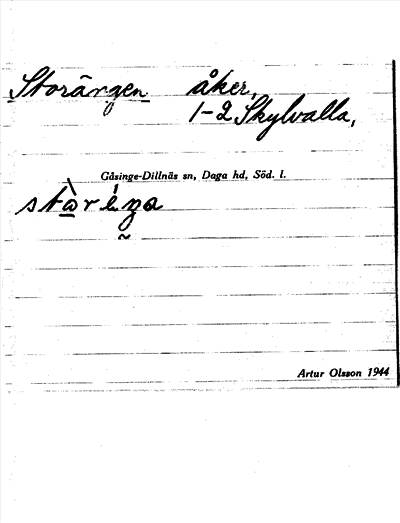 Storängen åker,
1-2 Skylvalla,
Gåsinge-Dillnäs sn, Daga hd, Söd. l.
Artur Olsson 1944